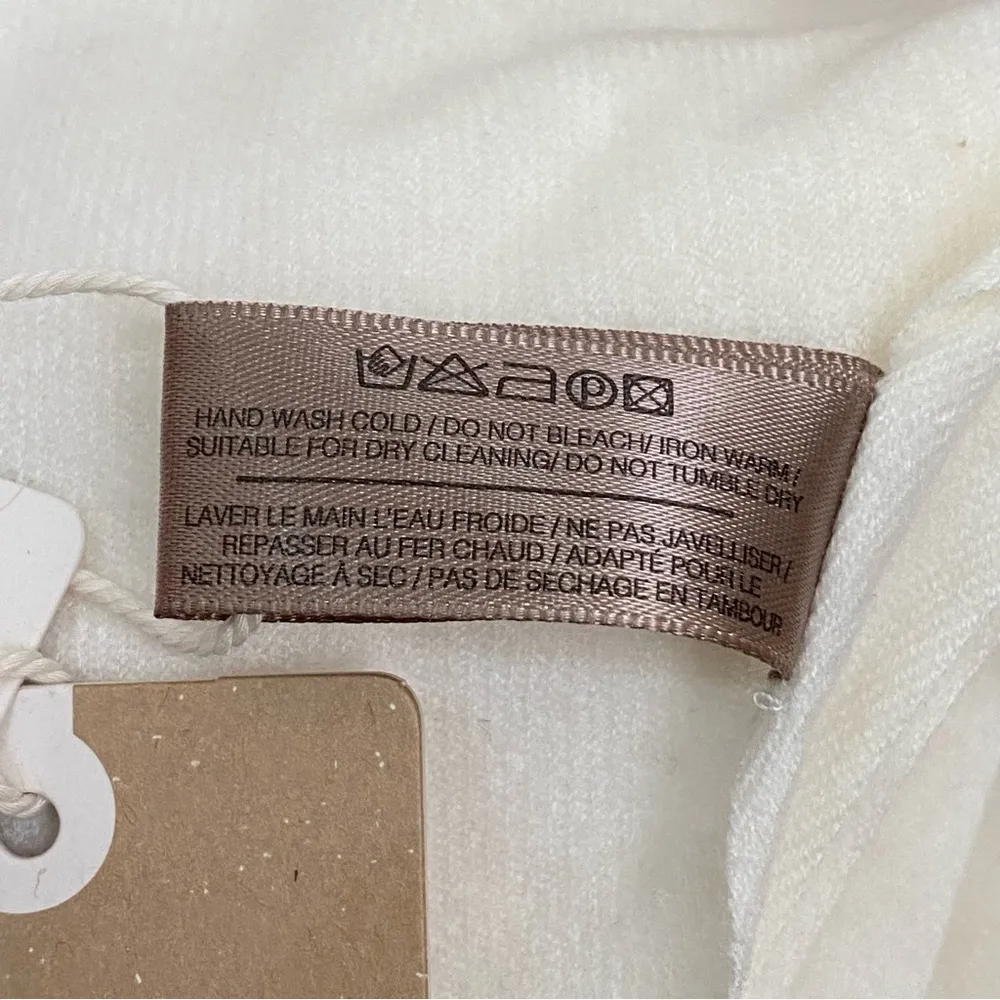 P
HAND WASH COLD / DO NOT BLEACH/ IRON WARM /
SUITABLE FOR DRY CLEANING/ DO NOT TUMBLE DRY
LAVER LE MAIN L'EAU FROIDE / NE PAS JAVELLISER /
REPASSER AU FER CHAUD / ADAPTÉ POUR LE
NETTOYAGE À SEC / PAS DE SECHAGE EN TAMBOUR